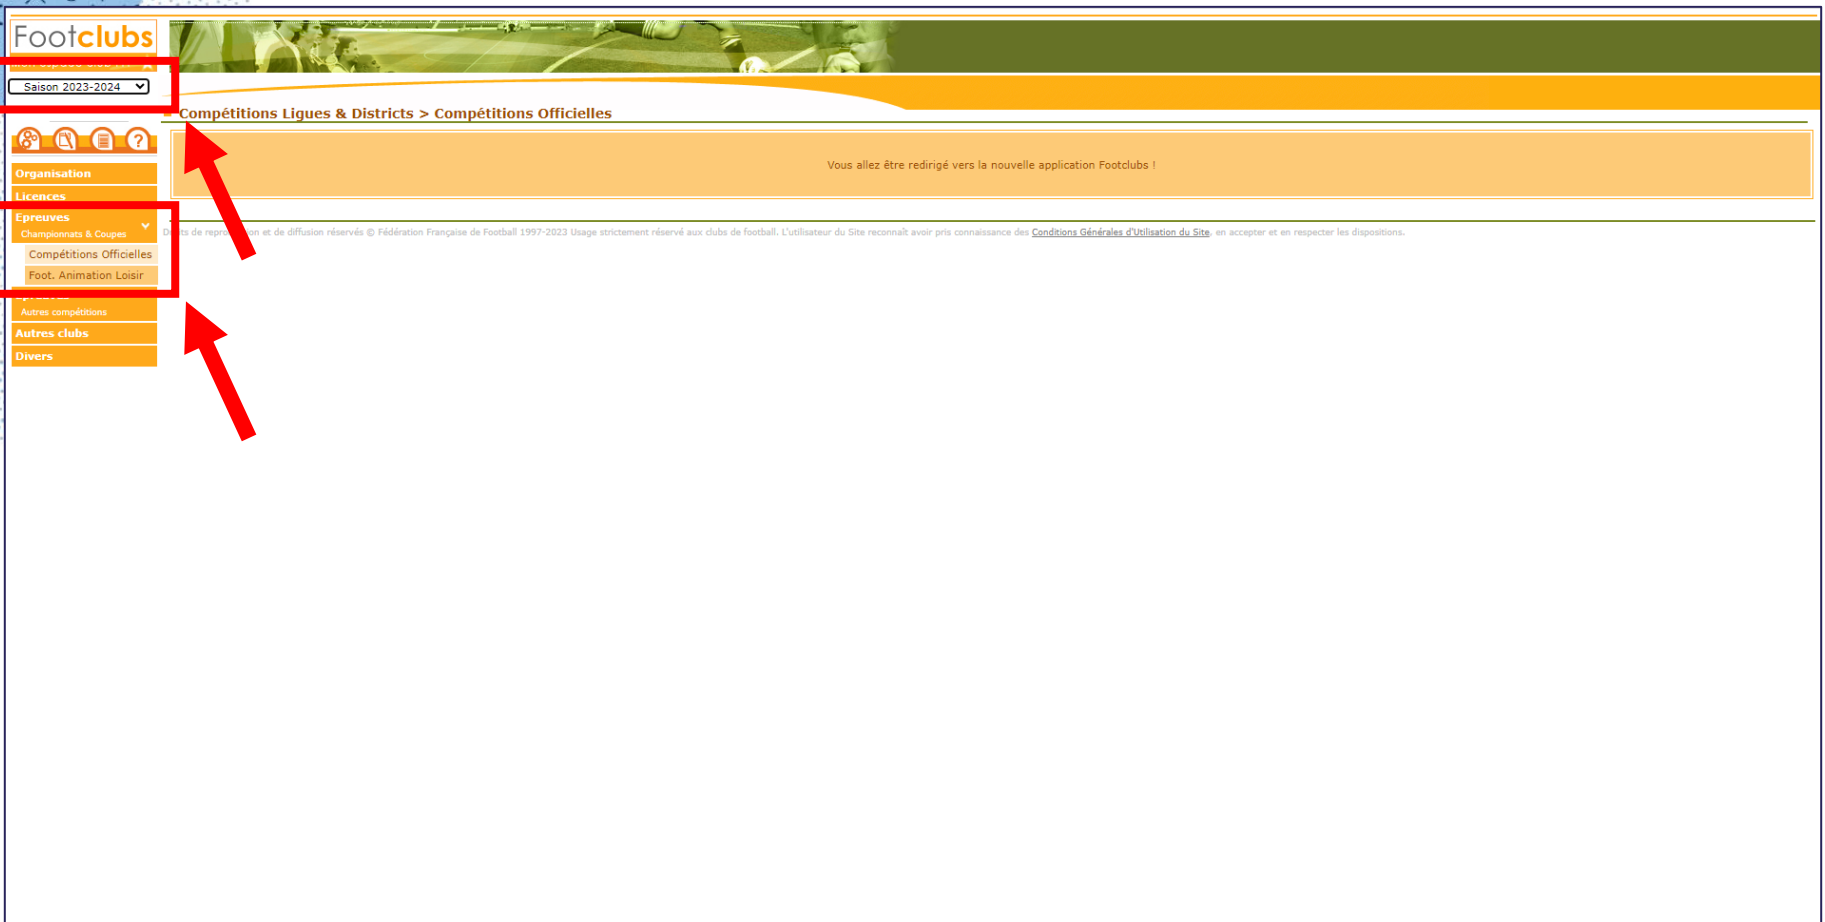 Footclubs
Saison 2023-2024
Compétitions Ligues & Districts > Compétitions Officielles
?
Organisation
Vous allez être redirigé vers la nouvelle application Footclubs !
Licences
Epreuves
Championnats & Coupes
de reproduction et de diffusion réservés © Fédération Française de Football 1997-2023 Usage strictement réservé aux clubs de football. L'utilisateur du Site reconnaît avoir pris connaissance des Conditions Générales d'Utilisation du Site, en accepter et en respecter les dispositions.
Compétitions Officielles
Foot. Animation Loisir
Epreuves
Autres compétitions
Autres clubs
Divers